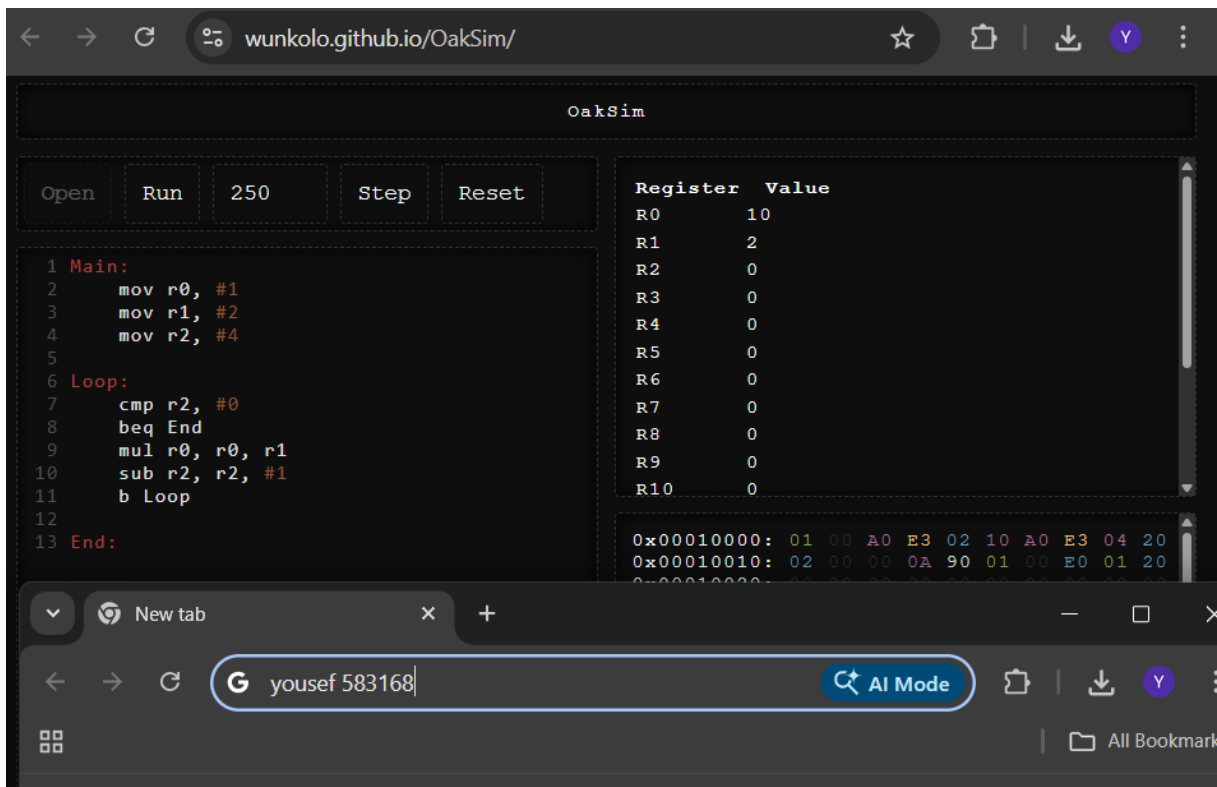 wunkolo.github.io/OakSim/
Y
OakSim
Open Run 250 Step Reset
1 Main:
2 mov r0, #1
3 mov r1, #2
4 mov r2, #4
5
6 Loop:
7 cmp r2, #0
8 beq End
9 mul r0, r0, r1
10 sub r2, r2, #1
11 b Loop
12
13 End:
Register Value
R0 10
R1 2
R2 0
R3 0
R4 0
R5 0
R6 0
R7 0
R8 0
R9 0
R10 0
0x00010000: 01 00 A0 E3 02 10 A0 E3 04 20
0x00010010: 02 00 00 0A 90 01 00 E0 01 20
New tab
G yousef 583168 AI Mode
Y
All Bookmark